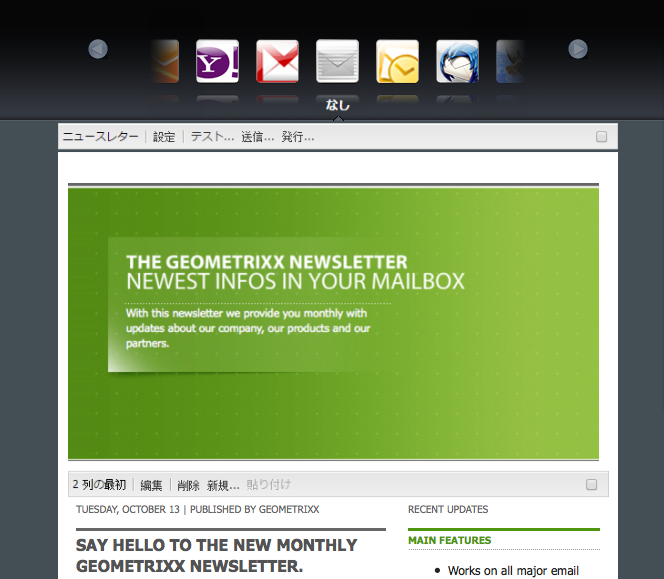 なし
ニュースレター 設定 テスト... 送信... 発行...
THE GEOMETRIXX NEWSLETTER
NEWEST INFOS IN YOUR MAILBOX
With this newsletter we provide you monthly with
updates about our company, our products and our
partners.
2 列の最初 編集 削除 新規... 貼り付け
TUESDAY, OCTOBER 13 | PUBLISHED BY GEOMETRIXX
SAY HELLO TO THE NEW MONTHLY
GEOMETRIXX NEWSLETTER.
RECENT UPDATES
MAIN FEATURES
• Works on all major email